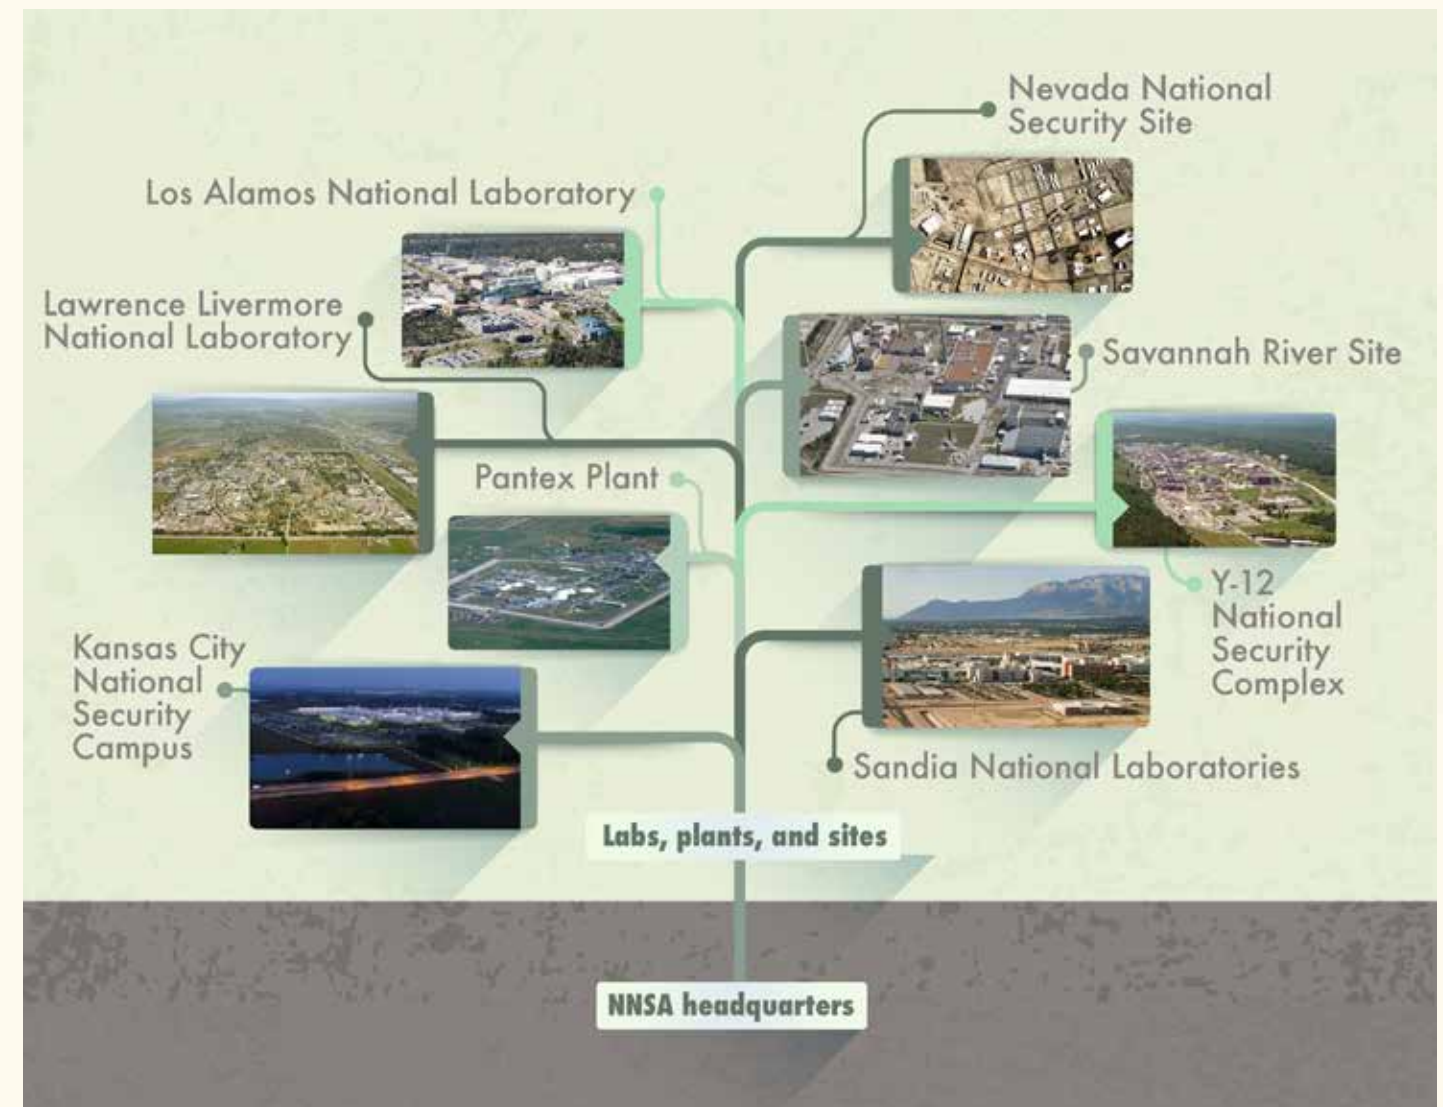 Nevada National
Security Site
Los Alamos National Laboratory
Lawrence Livermore
National Laboratory
Savannah River Site
Pantex Plant
Y-12
National
Security
Complex
Kansas City
National
Security
Campus
Sandia National Laboratories
Labs, plants, and sites
NNSA headquarters